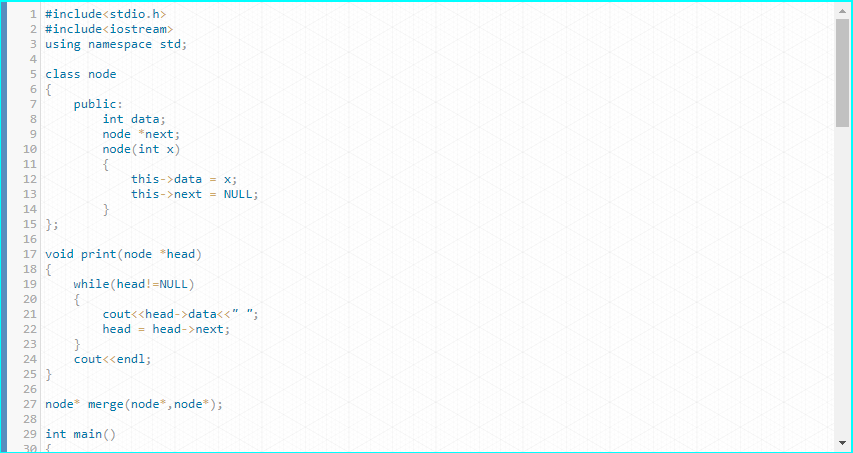 1 #include<stdio.h>
2 #include<iostream>
3 using namespace std;
4
5 class node
6 {
7     public:
8         int data;
9         node *next;
10         node(int x)
11         {
12             this->data = x;
13             this->next = NULL;
14         }
15 };
16
17 void print(node *head)
18 {
19     while(head!=NULL)
20     {
21         cout<<head->data<<” ”;
22         head = head->next;
23     }
24     cout<<endl;
25 }
26
27 node* merge(node*,node*);
28
29 int main()
30 {